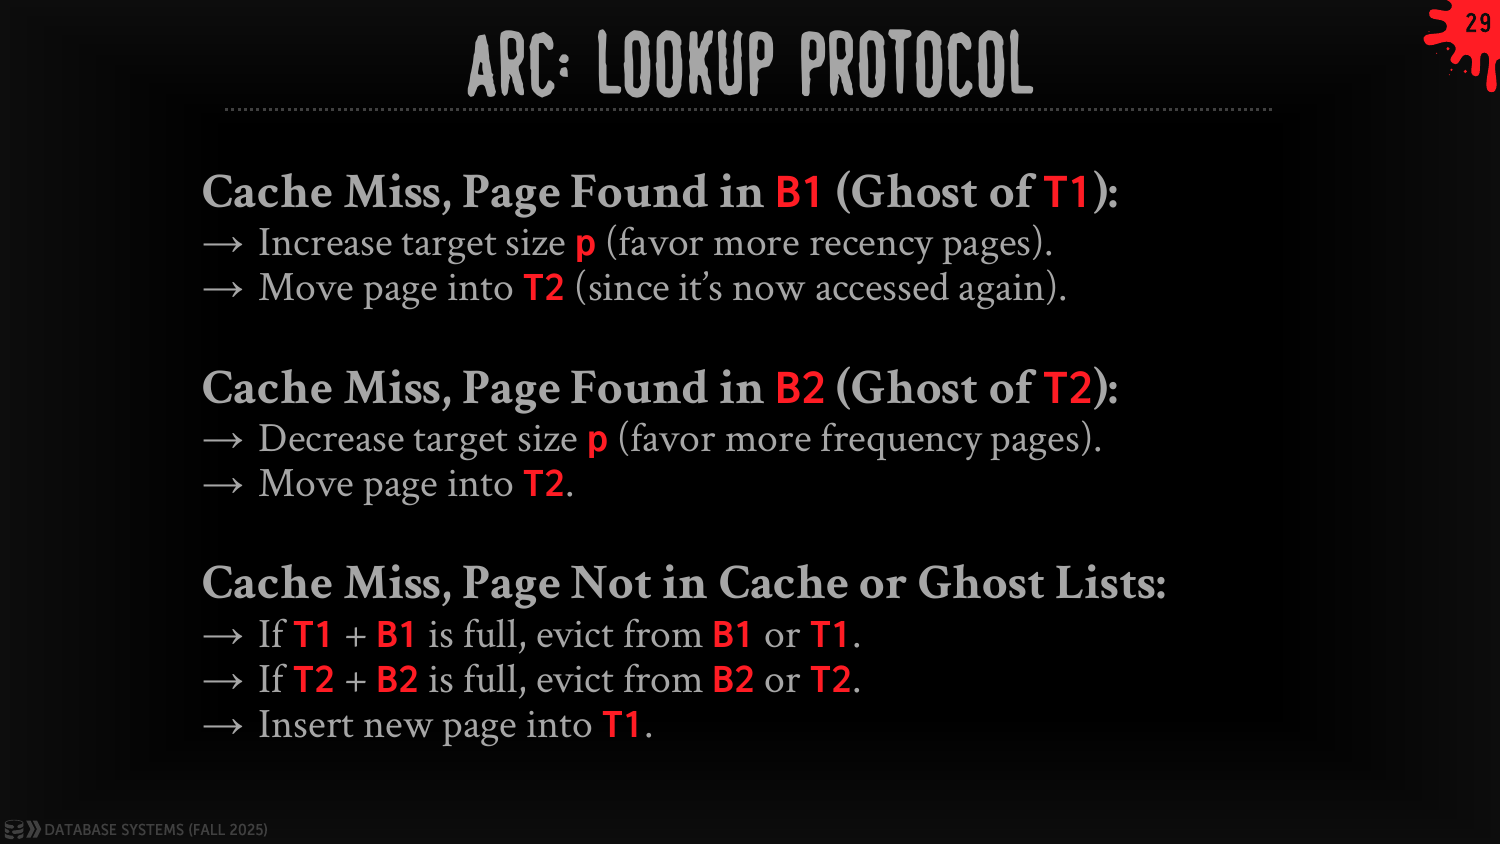 29
ARC: LOOKUP PROTOCOL
Cache Miss, Page Found in B1 (Ghost of T1):
→ Increase target size p (favor more recency pages).
→ Move page into T2 (since it’s now accessed again).
Cache Miss, Page Found in B2 (Ghost of T2):
→ Decrease target size p (favor more frequency pages).
→ Move page into T2.
Cache Miss, Page Not in Cache or Ghost Lists:
→ If T1 + B1 is full, evict from B1 or T1.
→ If T2 + B2 is full, evict from B2 or T2.
→ Insert new page into T1.
DATABASE SYSTEMS (FALL 2025)